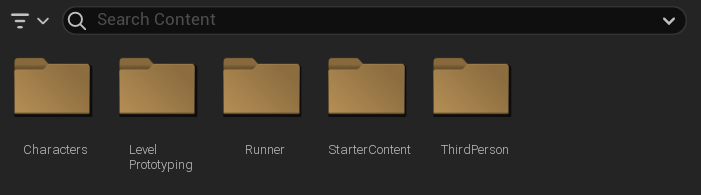 Search Content
Characters
Level
Prototyping
Runner
StarterContent
ThirdPerson